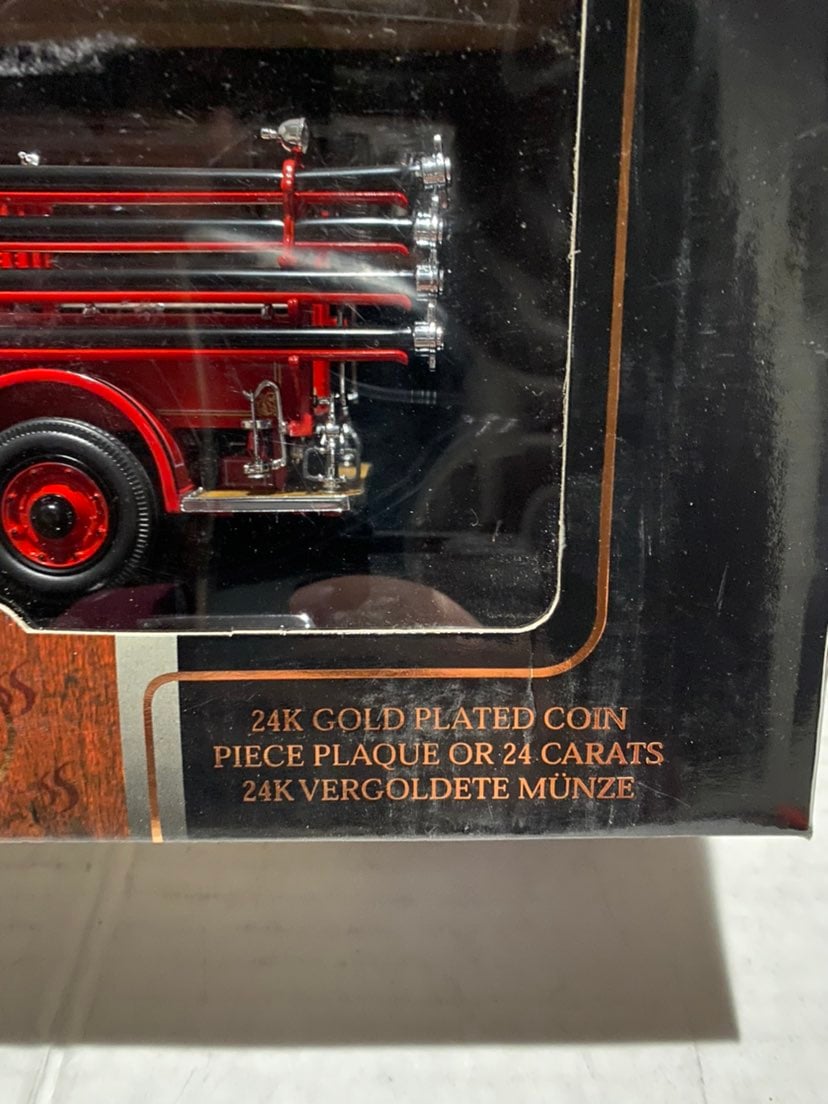 24K GOLD PLATED COIN
PIECE PLAQUE OR 24 CARATS
24K VERGOLDETE MÜNZE